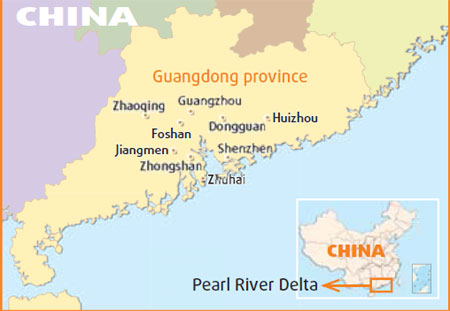 CHINA
Guangdong province
Zhaoqing
Guangzhou
Foshan
Dongguan
Huizhou
Jiangmen
Shenzhen
Zhongshan
Zhuhai
CHINA
Pearl River Delta